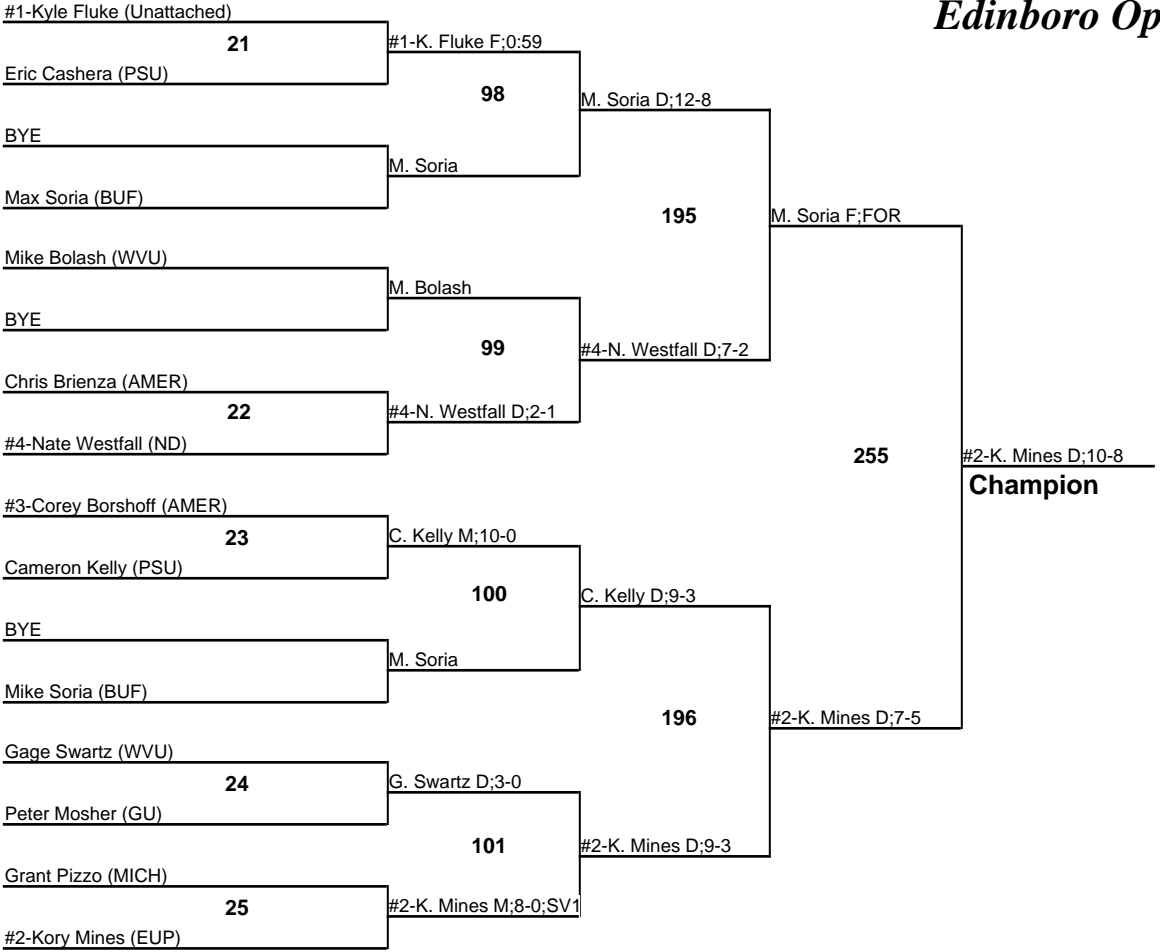 Edinboro Op
#1-Kyle Fluke (Unattached)
21
Eric Cashera (PSU)
#1-K. Fluke F;0:59
98
BYE
M. Soria
Max Soria (BUF)
M. Soria D;12-8
195
Mike Bolash (WVU)
M. Bolash
BYE
99
#4-N. Westfall D;7-2
Chris Brienza (AMER)
22
#4-N. Westfall D;2-1
#4-Nate Westfall (ND)
M. Soria F;FOR
255
#2-K. Mines D;10-8
Champion
#3-Corey Borshoff (AMER)
23
C. Kelly M;10-0
Cameron Kelly (PSU)
100
C. Kelly D;9-3
BYE
M. Soria
Mike Soria (BUF)
196
#2-K. Mines D;7-5
Gage Swartz (WVU)
24
G. Swartz D;3-0
Peter Mosher (GU)
101
#2-K. Mines D;9-3
Grant Pizzo (MICH)
25
#2-K. Mines M;8-0;SV1
#2-Kory Mines (EUP)